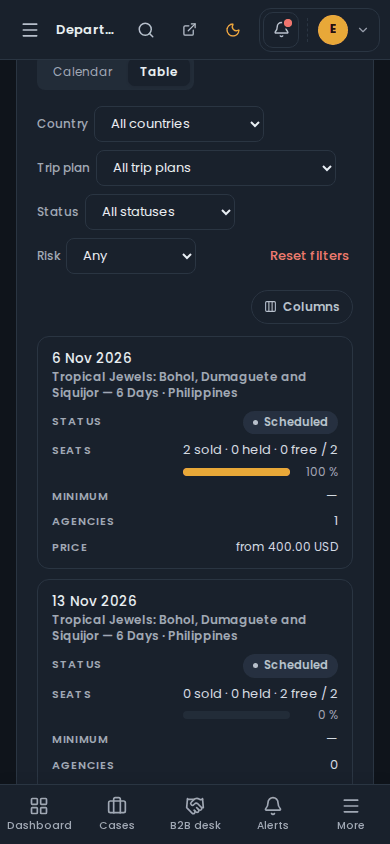 Depart...
E
Calendar
Table
Country
All countries
Trip plan
All trip plans
Status
All statuses
Risk
Any
Reset filters
Columns
6 Nov 2026
Tropical Jewels: Bohol, Dumaguete and
Siquijor — 6 Days · Philippines
STATUS
Scheduled
SEATS
2 sold · 0 held · 0 free / 2
100 %
MINIMUM
—
AGENCIES
1
PRICE
from 400.00 USD
13 Nov 2026
Tropical Jewels: Bohol, Dumaguete and
Siquijor — 6 Days · Philippines
STATUS
Scheduled
SEATS
0 sold · 0 held · 2 free / 2
0 %
MINIMUM
—
AGENCIES
0
Dashboard
Cases
B2B desk
Alerts
More